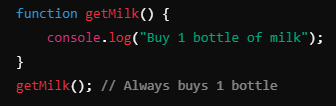 function getMilk() {
    console.log("Buy 1 bottle of milk");
}
getMilk(); // Always buys 1 bottle